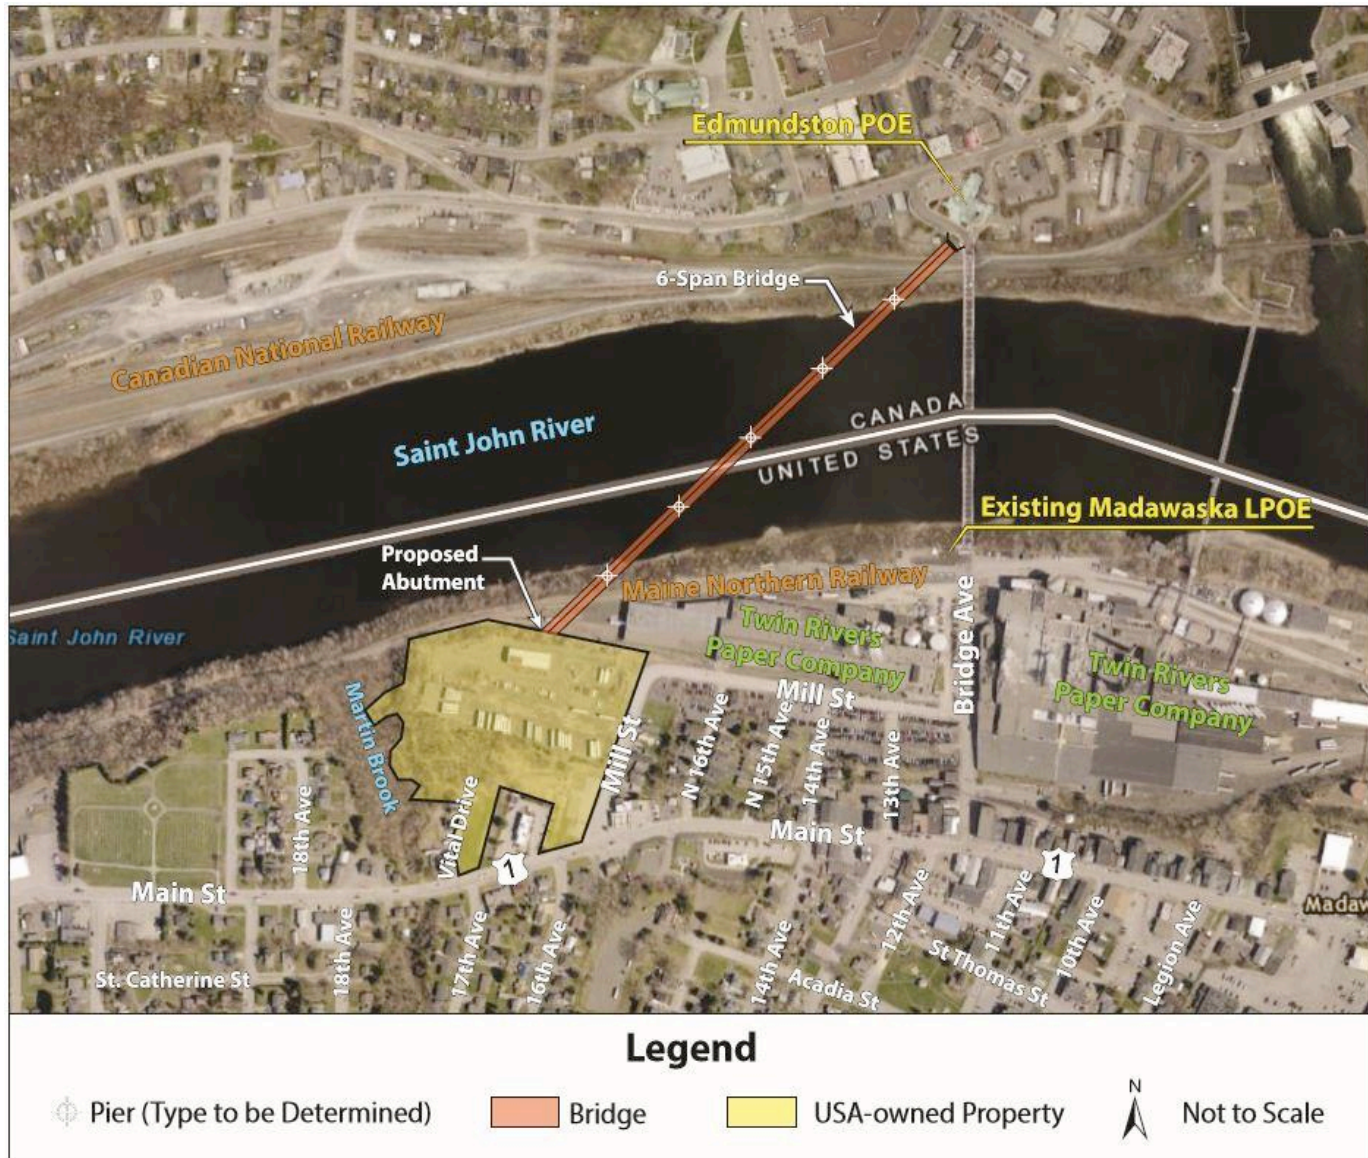 Edmundston POE
6-Span Bridge
Canadian National Railway
CANADA
Saint John River
UNITED STATES
Existing Madawaska LPOE
Proposed
Abutment
Maine Northern Railway
Saint John River
Twin Rivers
Paper Company
Bridge Ave
Twin Rivers
Paper Company
Mill St
Martin Brook
Mill St
N 16th Ave
N 15th Ave
14th Ave
13th Ave
18th Ave
Vital Drive
Main St
1
1
Main St
Madaw
18th Ave
17th Ave
16th Ave
14th Ave
12th Ave
11th Ave
10th Ave
Legion Ave
St. Catherine St
Acadia St
St Thomas St
Legend
Pier (Type to be Determined)
Bridge
USA-owned Property
N
Not to Scale